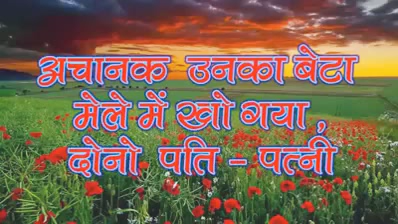 अचानक उनका बेटा
मेले में खो गया ,
दोनो पति - पत्नी